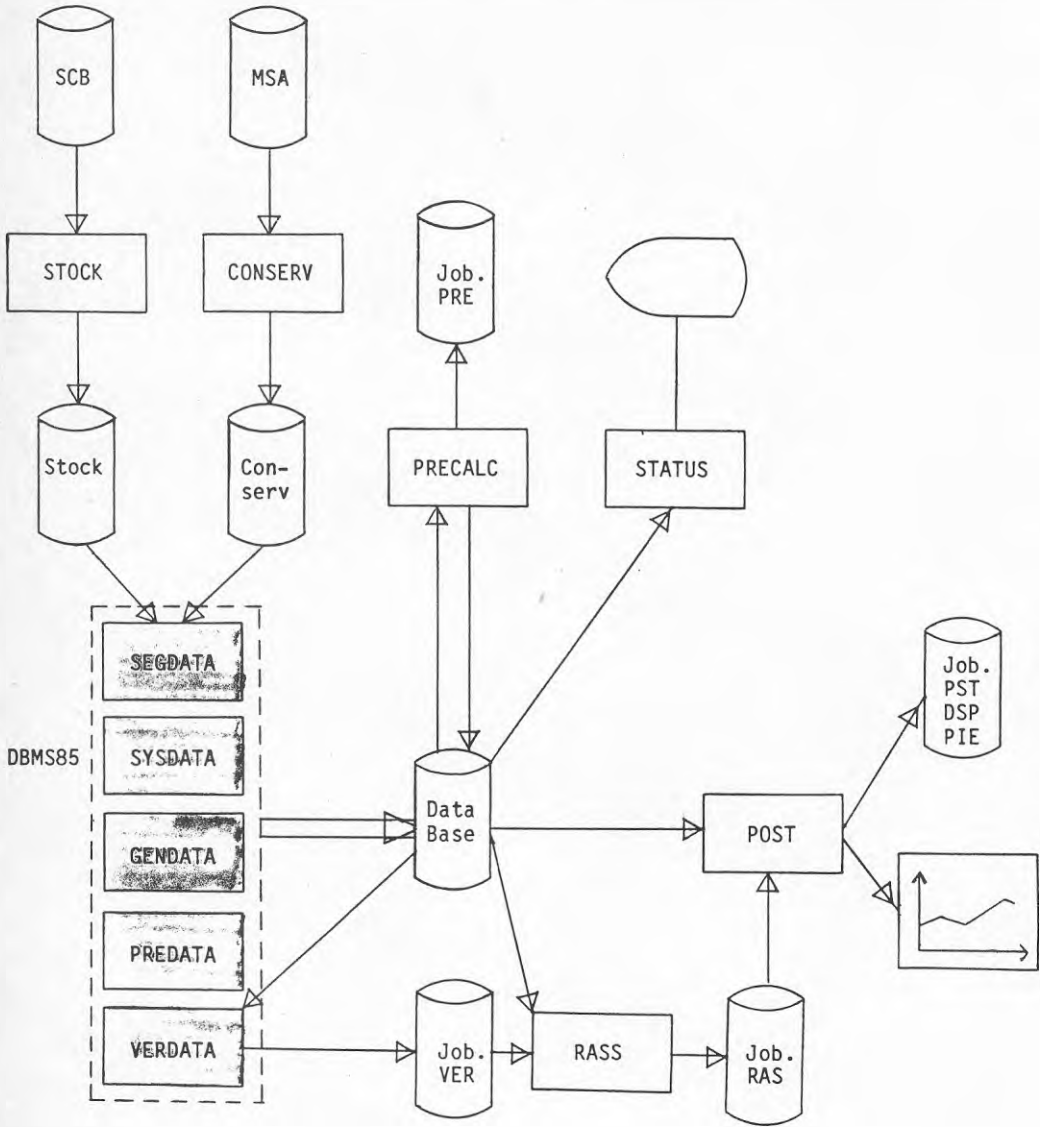 SCB
MSA
STOCK
CONSERV
Job.
PRE
Stock
Con-
serv
PRECALC
STATUS
SEGDATA
SYSDATA
GENDATA
PREDATA
VERDATA
DBMS85
Data
Base
POST
Job.
PST
DSP
PIE
Job.
VER
RASS
Job.
RAS